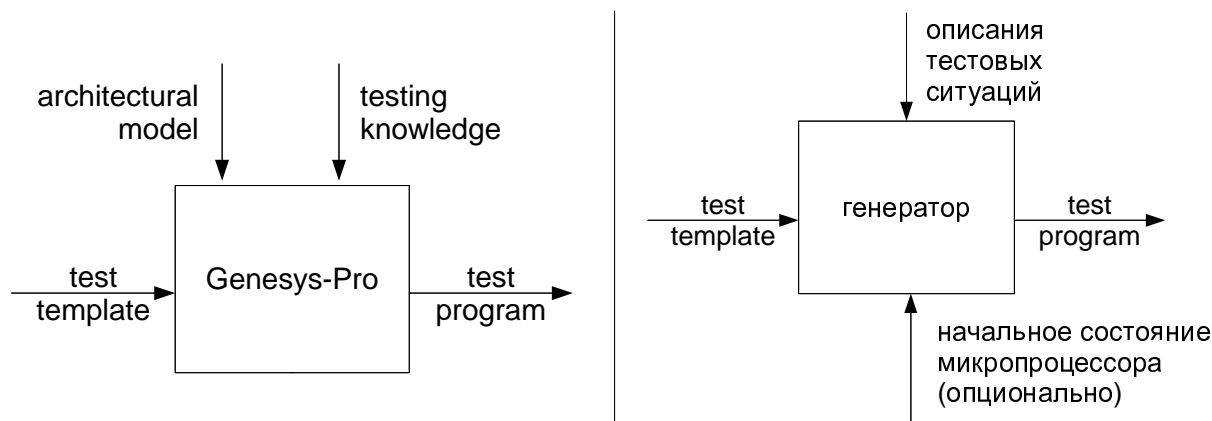 architectural
model
testing
knowledge
test
template
Genesys-Pro
test
program
описания
тестовых
ситуаций
test
template
генератор
test
program
начальное состояние
микропроцессора
(опционально)